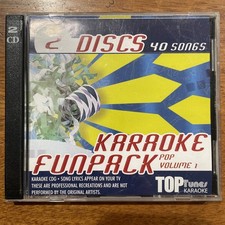 2 CD
2 DISCS
40 SONGS
KARAOKE
FUNPACK
POP
VOLUME 1
KARAOKE CDG • SONG LYRICS APPEAR ON YOUR TV
THESE ARE PROFESSIONAL RECREATIONS AND ARE NOT
PERFORMED BY THE ORIGINAL ARTISTS.
TOP Tunes
KARAOKE